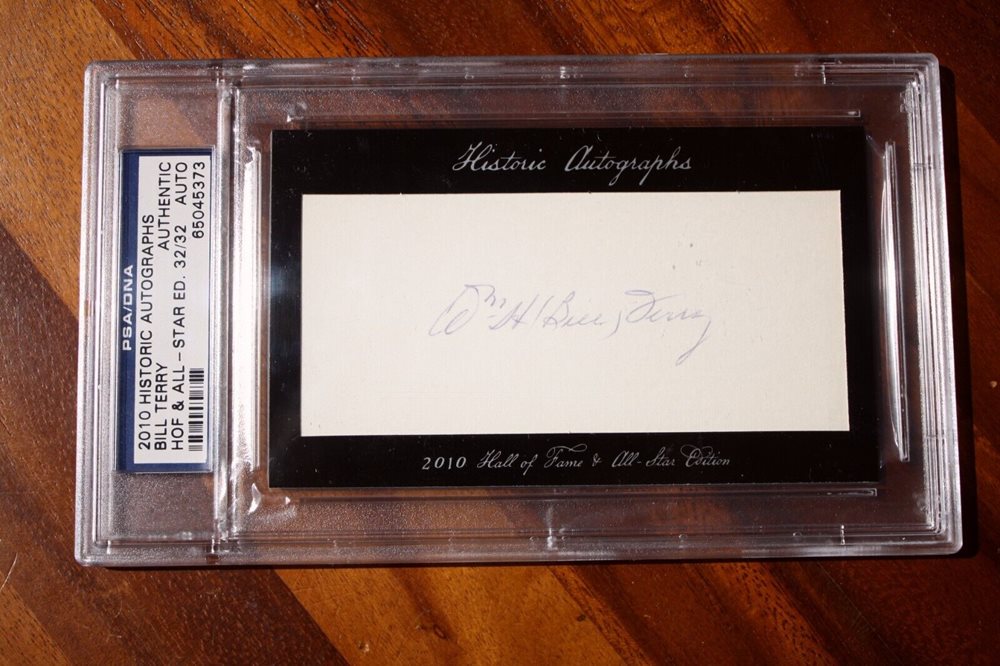 PSA/DNA
2010 HISTORIC AUTOGRAPHS
BILL TERRY AUTHENTIC
HOF & ALL-STAR ED. 32/32 AUTO
65045373
Historic Autographs
Wm H (Bill) Terry
2010 Hall of Fame & All-Star Edition